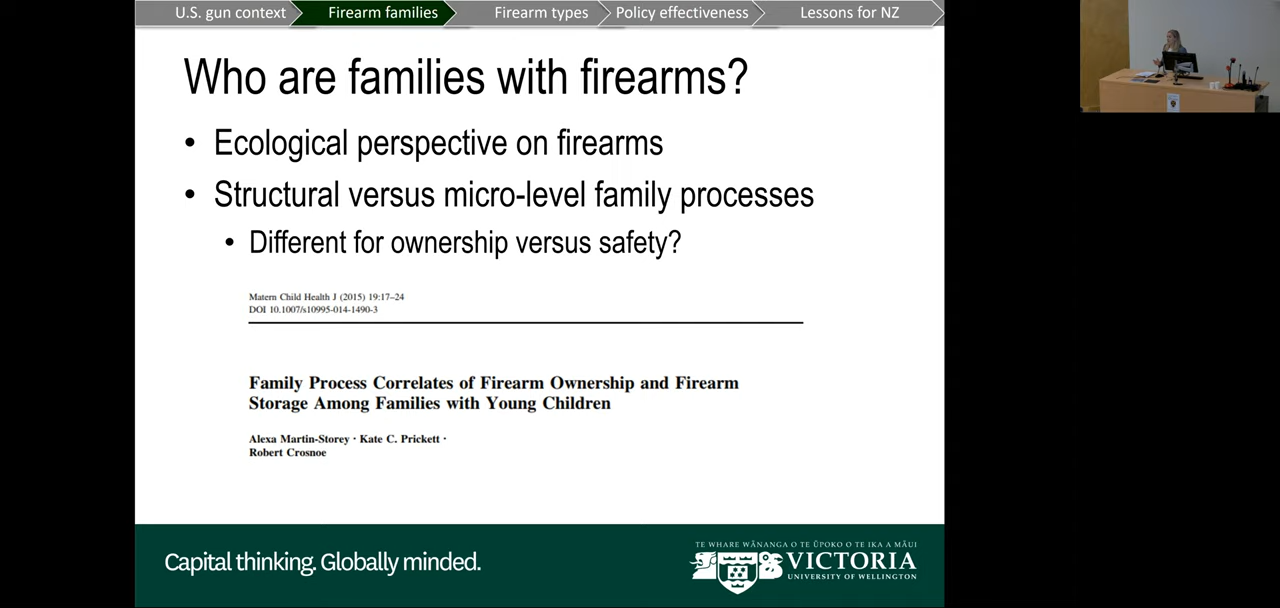 U.S. gun context
Firearm families
Firearm types
Policy effectiveness
Lessons for NZ
Who are families with firearms?
• Ecological perspective on firearms
• Structural versus micro-level family processes
• Different for ownership versus safety?
Matern Child Health J (2015) 19:17–24
DOI 10.1007/s10995-014-1490-3
Family Process Correlates of Firearm Ownership and Firearm
Storage Among Families with Young Children
Alexa Martin-Storey · Kate C. Prickett ·
Robert Crosnoe
Capital thinking. Globally minded.
TE WHARE WĀNANGA O TE ŪPOKO O TE IKA A MĀUI
VICTORIA
UNIVERSITY OF WELLINGTON